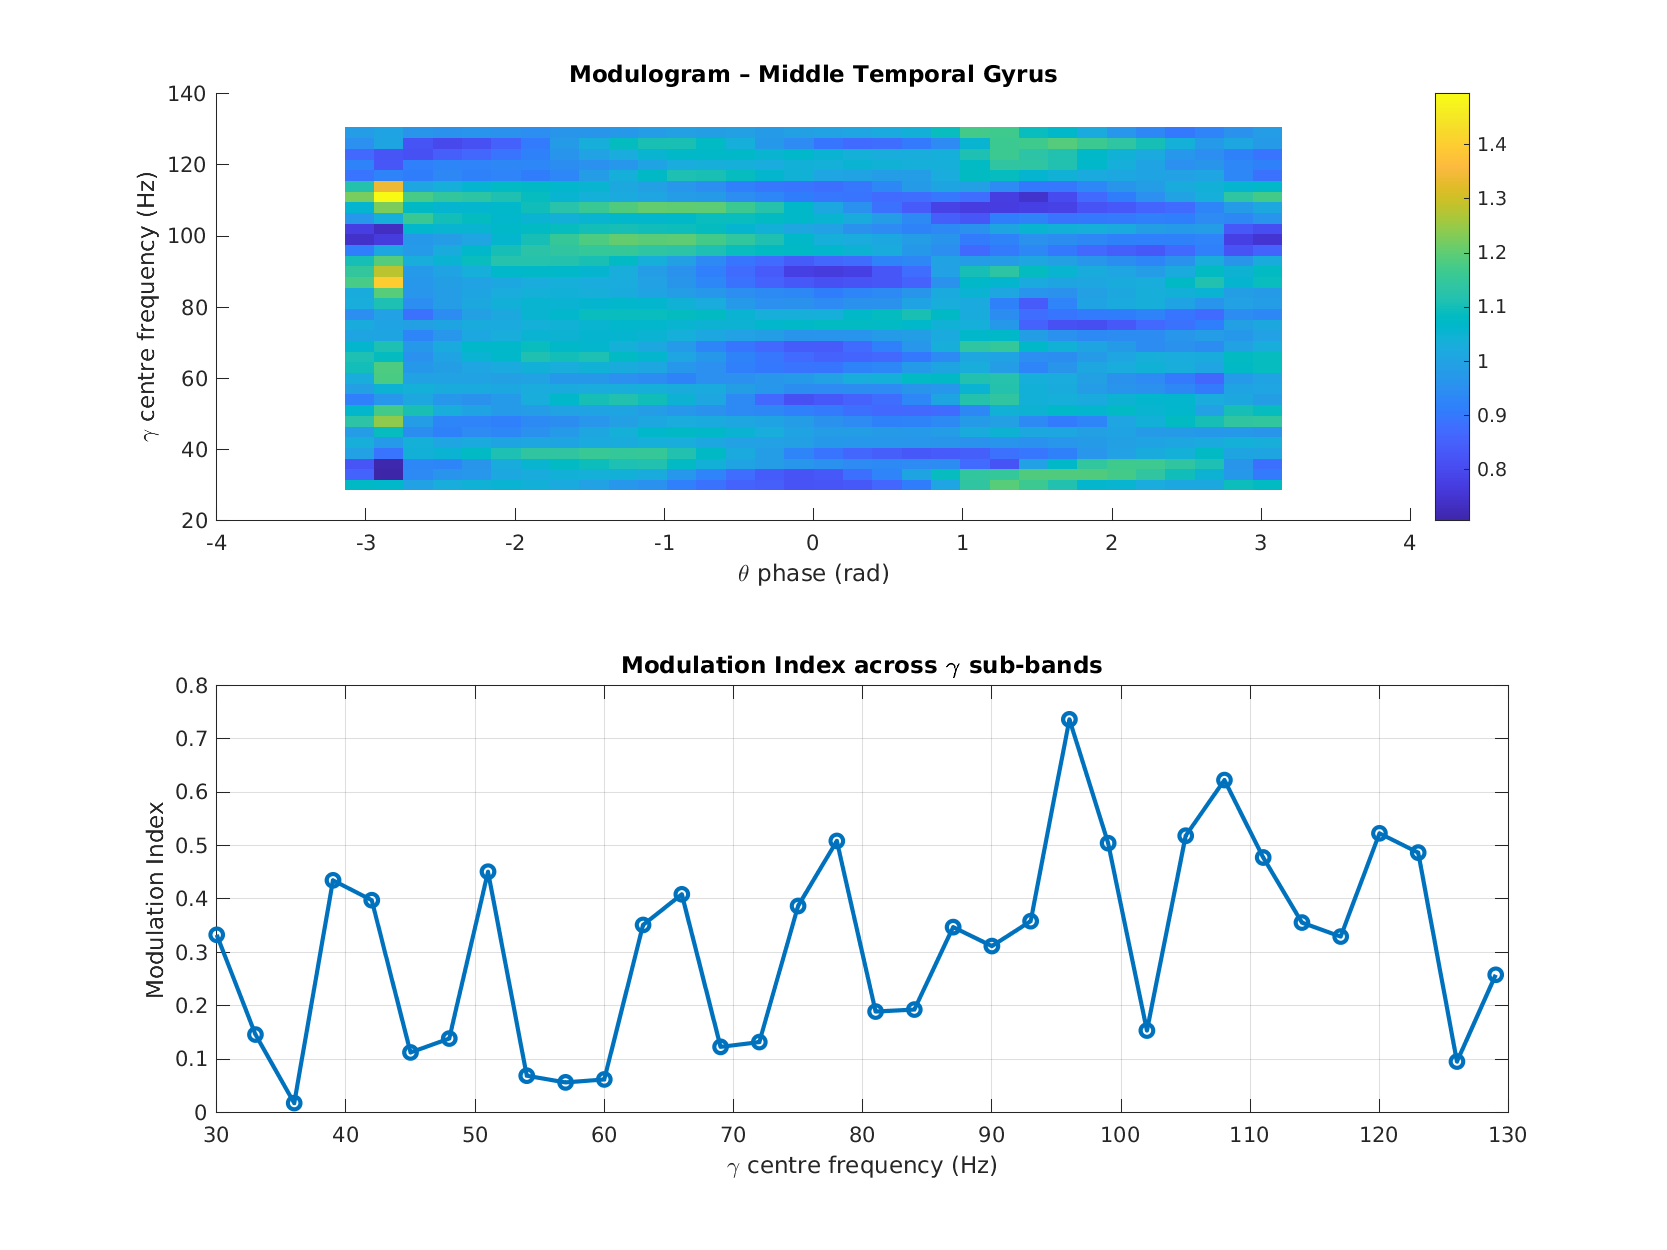 Modulogram – Middle Temporal Gyrus
γ centre frequency (Hz)
140
120
100
80
60
40
20
-4 -3 -2 -1 0 1 2 3 4
θ phase (rad)
1.4
1.3
1.2
1.1
1
0.9
0.8
Modulation Index across γ sub-bands
Modulation Index
0.8
0.7
0.6
0.5
0.4
0.3
0.2
0.1
0
30 40 50 60 70 80 90 100 110 120 130
γ centre frequency (Hz)